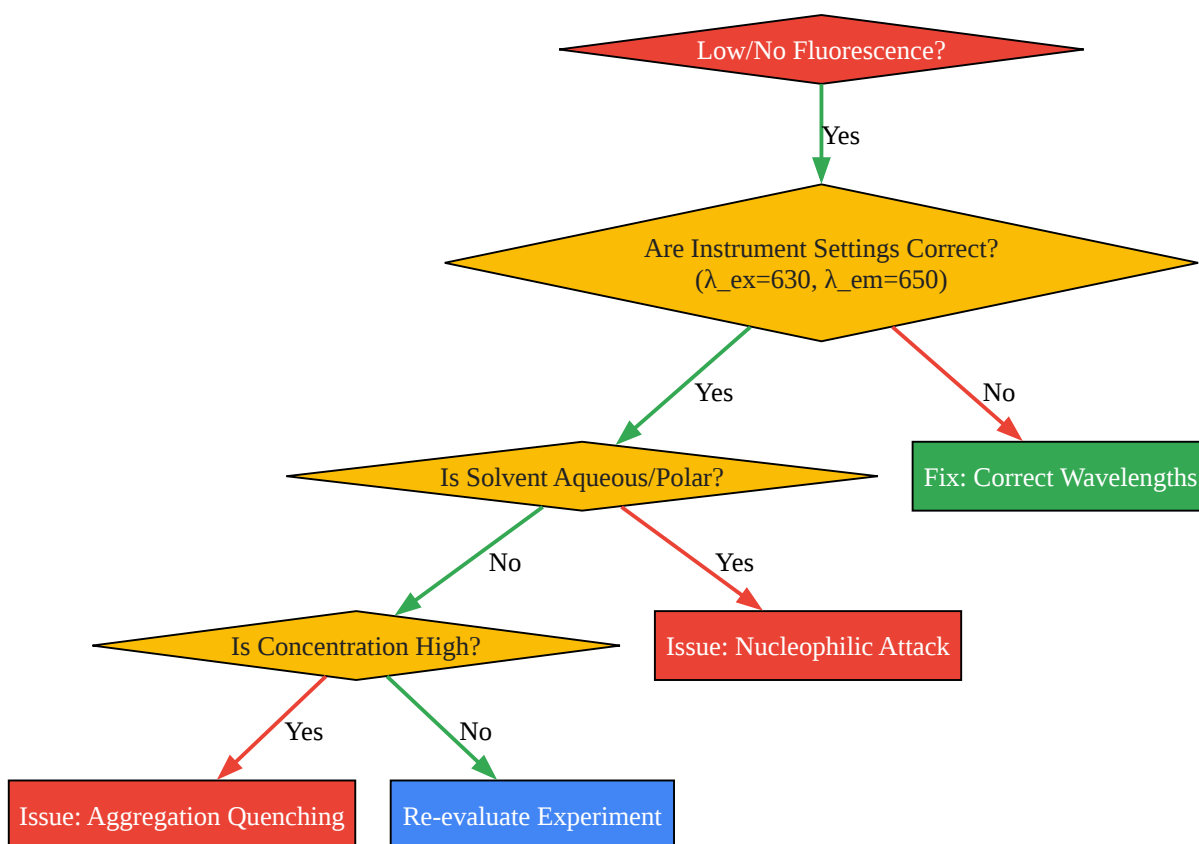 Low/No Fluorescence?
Yes
Are Instrument Settings Correct?
(λ_ex=630, λ_em=650)
Yes
No
Is Solvent Aqueous/Polar?
Fix: Correct Wavelengths
No
Yes
Is Concentration High?
Issue: Nucleophilic Attack
Yes
No
Issue: Aggregation Quenching
Re-evaluate Experiment